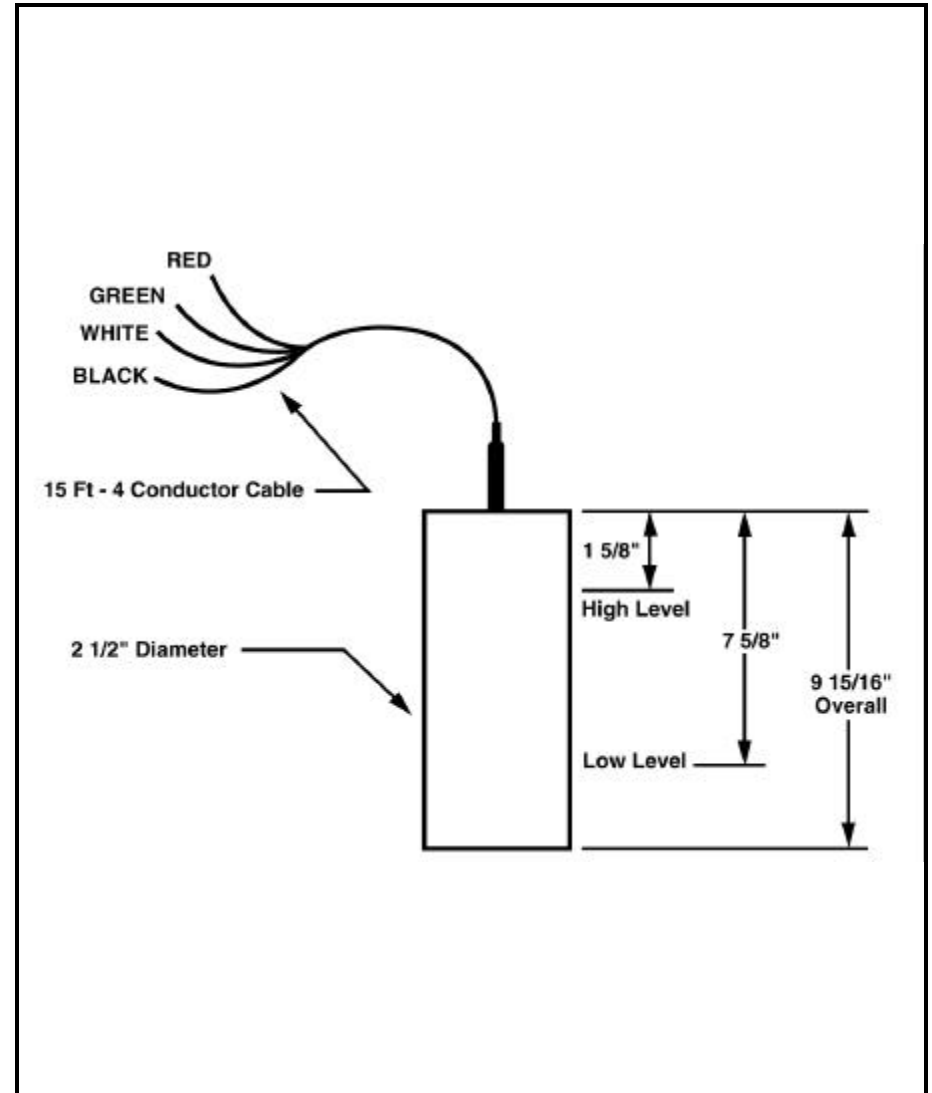 RED
GREEN
WHITE
BLACK
15 Ft - 4 Conductor Cable
1 5/8"
High Level
2 1/2" Diameter
7 5/8"
9 15/16"
Overall
Low Level